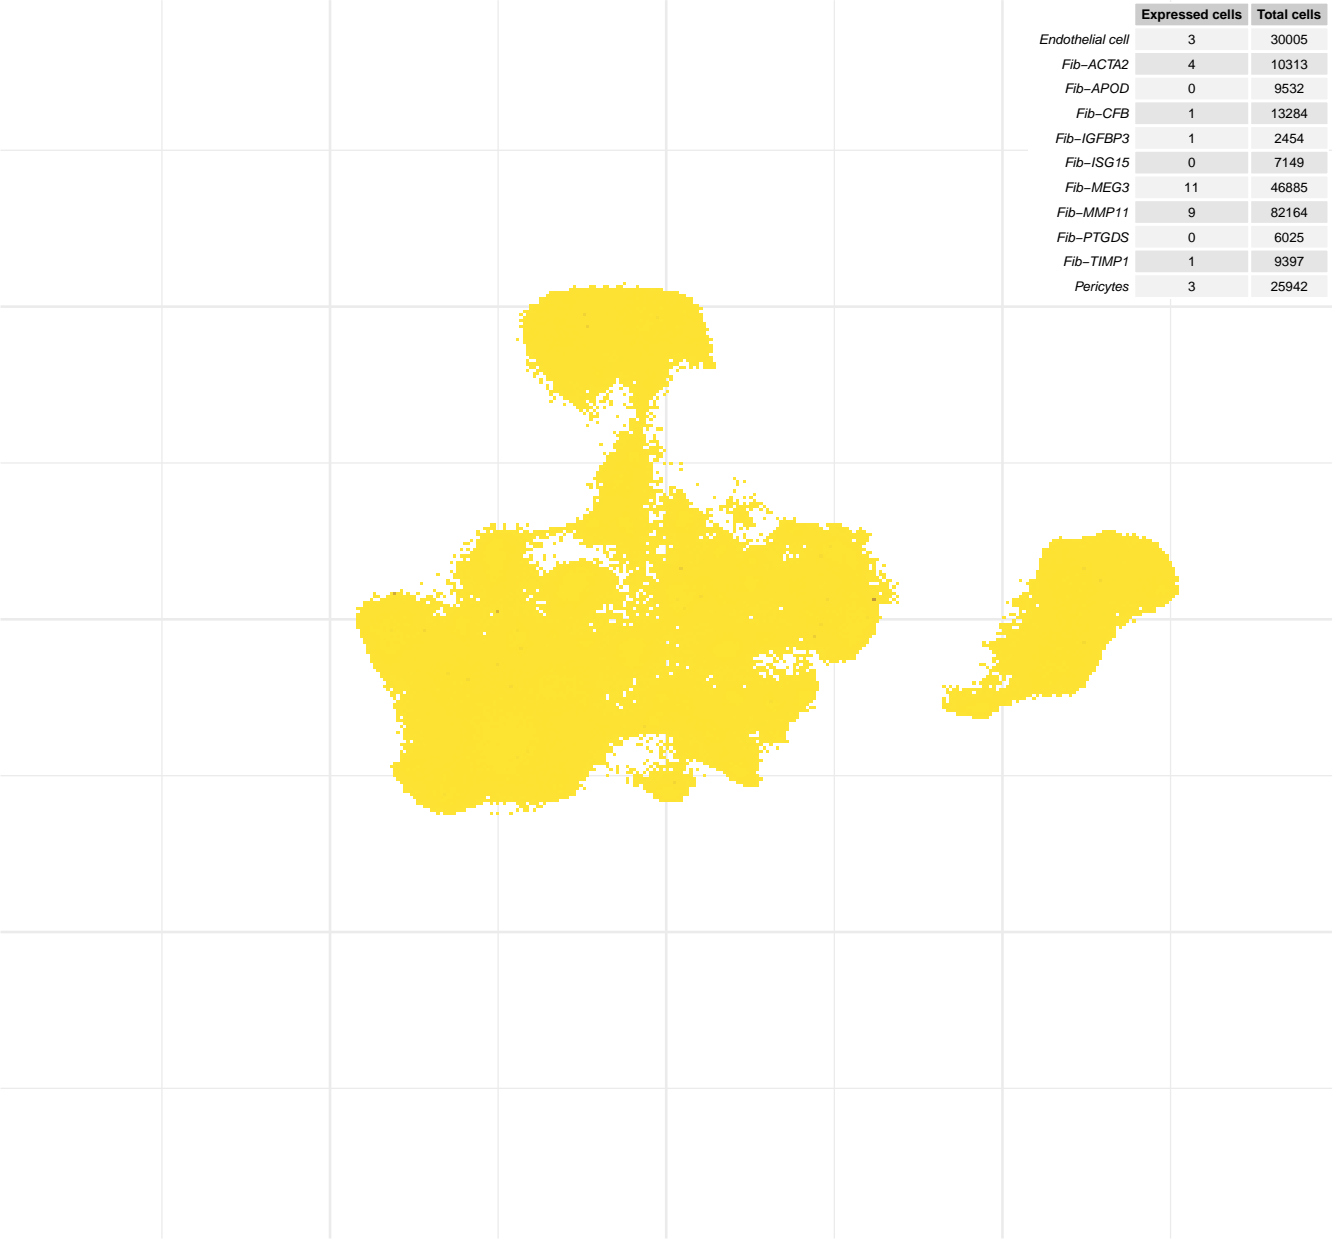 Expressed cells Total cells
Endothelial cell 3 30005
Fib−ACTA2 4 10313
Fib−APOD 0 9532
Fib−CFB 1 13284
Fib−IGFBP3 1 2454
Fib−ISG15 0 7149
Fib−MEG3 11 46885
Fib−MMP11 9 82164
Fib−PTGDS 0 6025
Fib−TIMP1 1 9397
Pericytes 3 25942